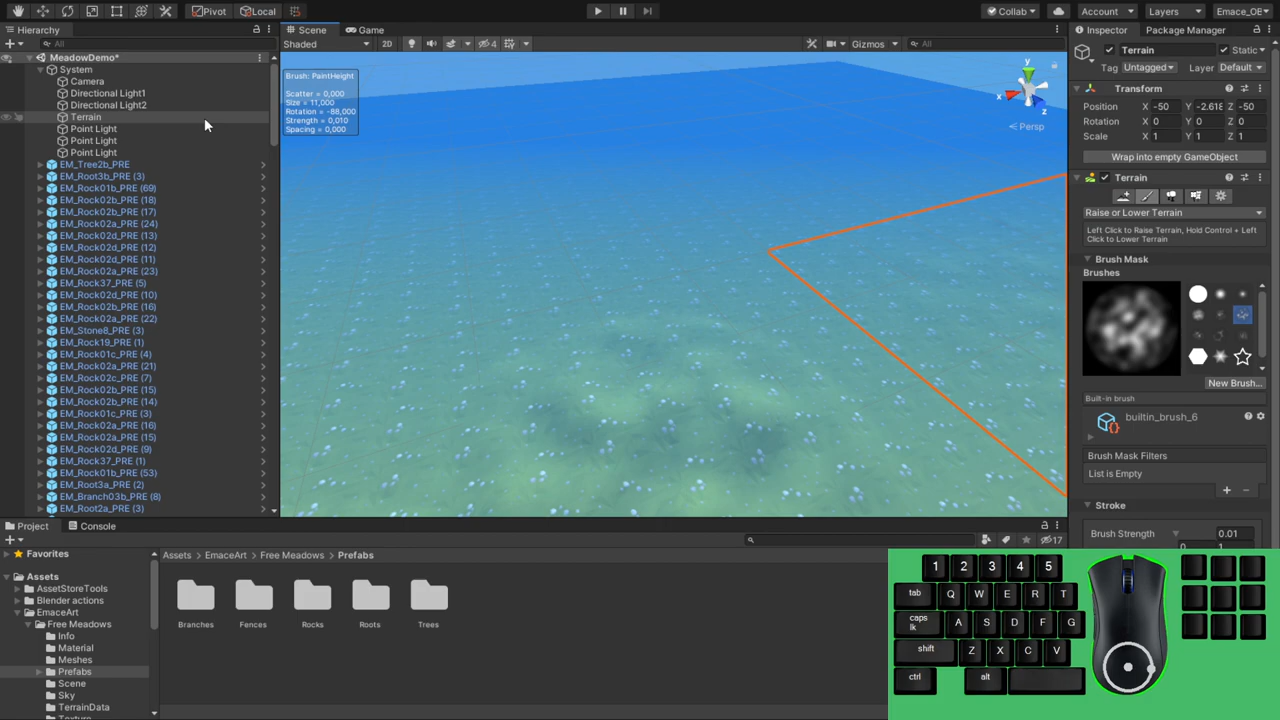 Pivot
Local
Collab
Account
Layers
Emace_OE
Hierarchy
Scene
Game
Inspector
Package Manager
All
Shaded
2D
4
Gizmos
All
Terrain
Static
Tag Untagged
Layer Default
MeadowDemo*
System
Camera
Directional Light1
Directional Light2
Terrain
Point Light
Point Light
Point Light
EM_Tree2b_PRE
EM_Root3b_PRE (3)
EM_Rock01b_PRE (69)
EM_Rock02b_PRE (18)
EM_Rock02b_PRE (17)
EM_Rock02a_PRE (24)
EM_Rock02d_PRE (13)
EM_Rock02d_PRE (12)
EM_Rock02d_PRE (11)
EM_Rock02a_PRE (23)
EM_Rock37_PRE (5)
EM_Rock02d_PRE (10)
EM_Rock02b_PRE (16)
EM_Rock02a_PRE (22)
EM_Stone8_PRE (3)
EM_Rock19_PRE (1)
EM_Rock01c_PRE (4)
EM_Rock02a_PRE (21)
EM_Rock02c_PRE (7)
EM_Rock02b_PRE (15)
EM_Rock02b_PRE (14)
EM_Rock01c_PRE (3)
EM_Rock02a_PRE (16)
EM_Rock02a_PRE (15)
EM_Rock02d_PRE (9)
EM_Rock37_PRE (1)
EM_Rock01b_PRE (53)
EM_Root3a_PRE (2)
EM_Branch03b_PRE (8)
EM_Root2a_PRE (3)
Brush: PaintHeight
Scatter = 0,000
Size = 11,000
Rotation = -88,000
Strength = 0,010
Spacing = 0,000
y
x
z
Persp
Transform
Position X -50 Y -2.618 Z -50
Rotation X 0 Y 0 Z 0
Scale X 1 Y 1 Z 1
Wrap into empty GameObject
Terrain
Raise or Lower Terrain
Left Click to Raise Terrain, Hold Control + Left
Click to Lower Terrain
Brush Mask
Brushes
New Brush...
Built-in brush
builtin_brush_6
Brush Mask Filters
List is Empty
Stroke
Brush Strength 0.01
0 1
Project
Console
17
Favorites
Assets
AssetStoreTools
Blender actions
EmaceArt
Free Meadows
Info
Material
Meshes
Prefabs
Scene
Sky
TerrainData
Texture
Assets > EmaceArt > Free Meadows > Prefabs
Branches
Fences
Rocks
Roots
Trees
1 2 3 4 5
tab Q W E R T
caps lk A S D F G
shift Z X C V
ctrl alt